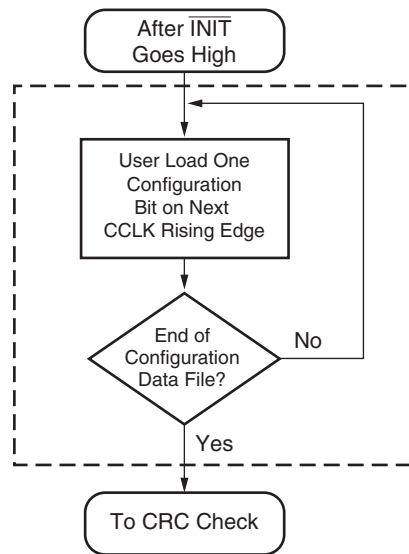 After I̅N̅I̅T̅
Goes High
User Load One
Configuration
Bit on Next
CCLK Rising Edge
End of
Configuration
Data File?
No
Yes
To CRC Check